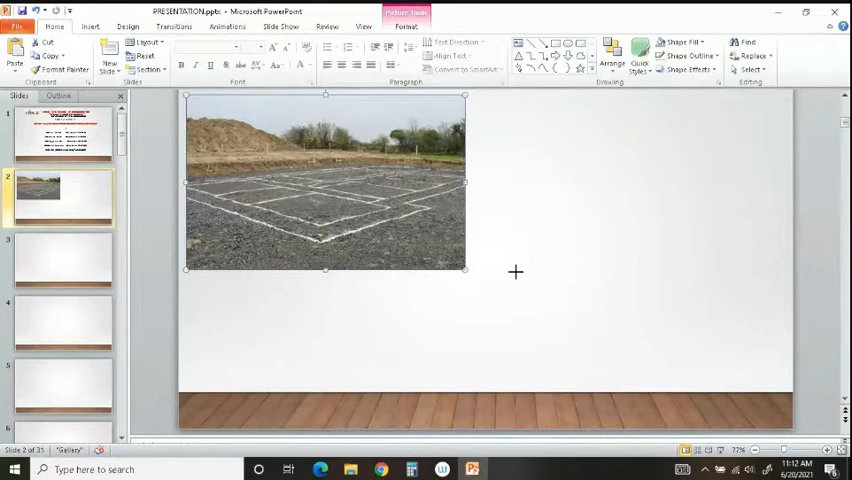 PRESENTATION.pptx - Microsoft PowerPoint
Picture Tools
File
Home
Insert
Design
Transitions
Animations
Slide Show
Review
View
Format
Paste
Cut
Copy
Format Painter
Clipboard
New
Slide
Layout
Reset
Section
Slides
Font
Text Direction
Align Text
Convert to SmartArt
Paragraph
Arrange
Quick
Styles
Shape Fill
Shape Outline
Shape Effects
Drawing
Find
Replace
Select
Editing
Slides
Outline
1
2
3
4
5
6
Slide 2 of 31
"Gallery"
77%
Type here to search
11:12 AM
6/20/2021